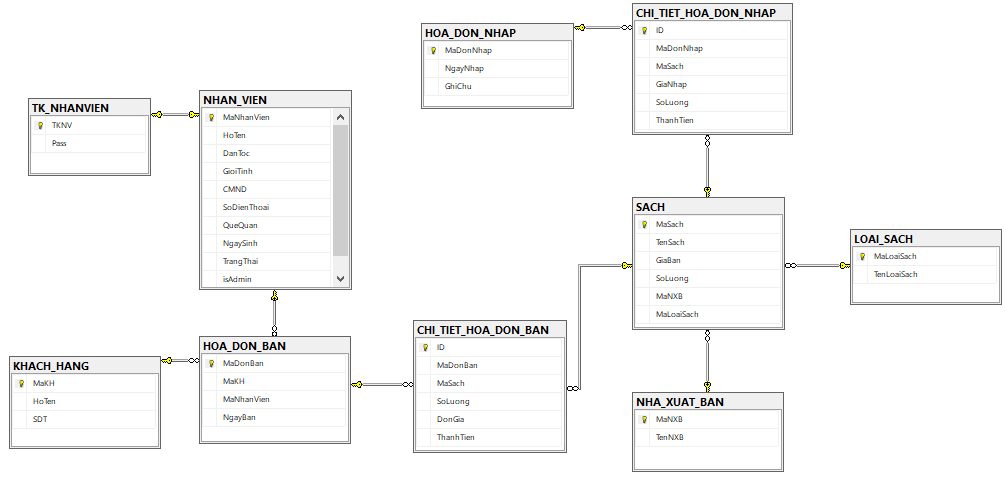 HOA_DON_NHAP
MaDonNhap
NgayNhap
GhiChu
CHI_TIET_HOA_DON_NHAP
ID
MaDonNhap
MaSach
GiaNhap
SoLuong
ThanhTien
TK_NHANVIEN
TKNV
Pass
NHAN_VIEN
MaNhanVien
HoTen
DanToc
GioiTinh
CMND
SoDienThoai
QueQuan
NgaySinh
TrangThai
isAdmin
SACH
MaSach
TenSach
GiaBan
SoLuong
MaNXB
MaLoaiSach
LOAI_SACH
MaLoaiSach
TenLoaiSach
KHACH_HANG
MaKH
HoTen
SDT
HOA_DON_BAN
MaDonBan
MaKH
MaNhanVien
NgayBan
CHI_TIET_HOA_DON_BAN
ID
MaDonBan
MaSach
SoLuong
DonGia
ThanhTien
NHA_XUAT_BAN
MaNXB
TenNXB